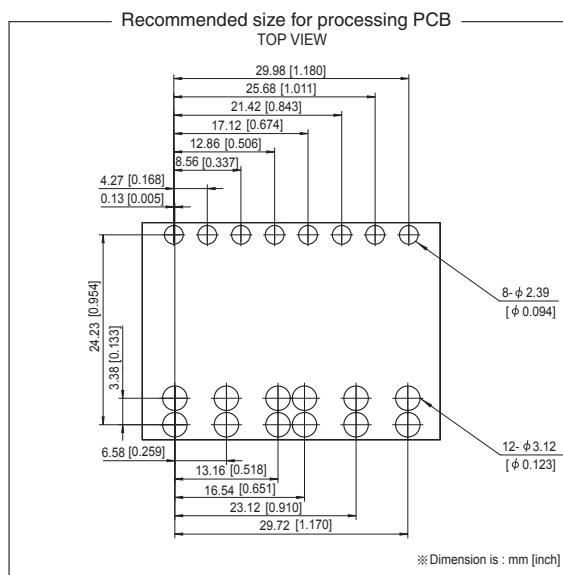 Recommended size for processing PCB
TOP VIEW
29.98 [1.180]
25.68 [1.011]
21.42 [0.843]
17.12 [0.674]
12.86 [0.506]
8.56 [0.337]
4.27 [0.168]
0.13 [0.005]
24.23 [0.954]
3.38 [0.133]
8-ϕ2.39
[ϕ0.094]
12-ϕ3.12
[ϕ0.123]
6.58 [0.259]
13.16 [0.518]
16.54 [0.651]
23.12 [0.910]
29.72 [1.170]
※Dimension is : mm [inch]